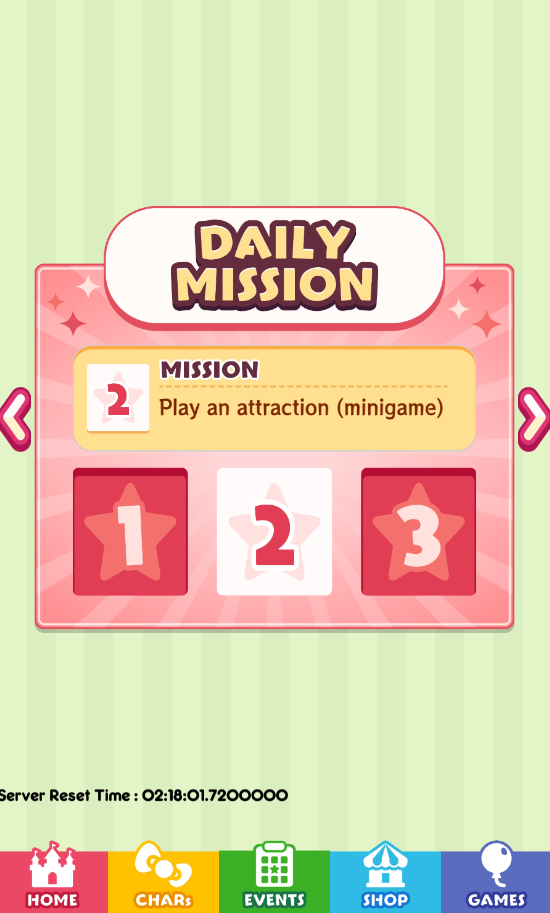 DAILY
MISSION
MISSION
2
Play an attraction (minigame)
1
2
3
Server Reset Time : 02:18:01.7200000
HOME
CHARs
EVENTS
SHOP
GAMES